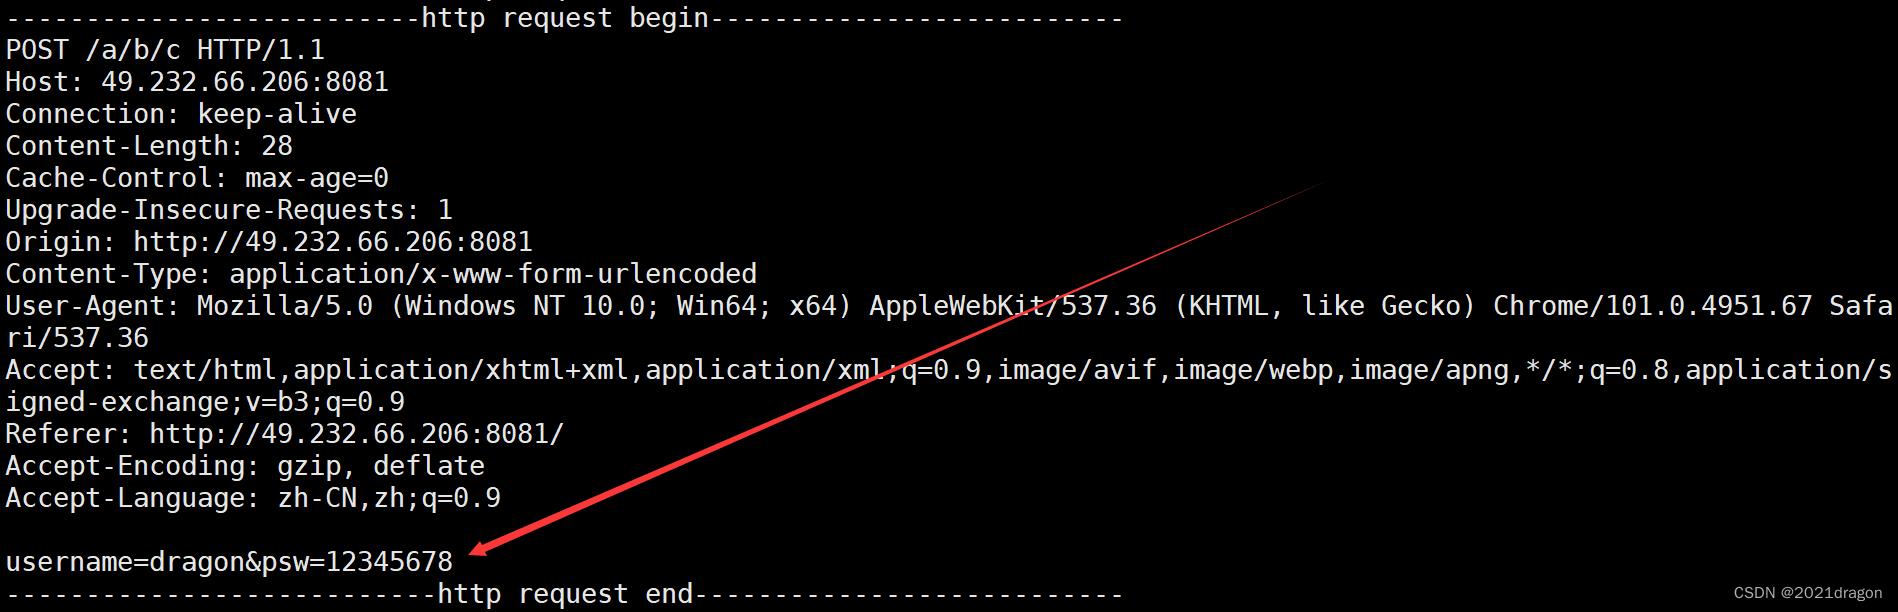 --------------------------http request begin--------------------------
POST /a/b/c HTTP/1.1
Host: 49.232.66.206:8081
Connection: keep-alive
Content-Length: 28
Cache-Control: max-age=0
Upgrade-Insecure-Requests: 1
Origin: http://49.232.66.206:8081
Content-Type: application/x-www-form-urlencoded
User-Agent: Mozilla/5.0 (Windows NT 10.0; Win64; x64) AppleWebKit/537.36 (KHTML, like Gecko) Chrome/101.0.4951.67 Safa
ri/537.36
Accept: text/html,application/xhtml+xml,application/xml;q=0.9,image/avif,image/webp,image/apng,*/*;q=0.8,application/s
igned-exchange;v=b3;q=0.9
Referer: http://49.232.66.206:8081/
Accept-Encoding: gzip, deflate
Accept-Language: zh-CN,zh;q=0.9

username=dragon&psw=12345678
---------------------------http request end---------------------------
CSDN @2021dragon